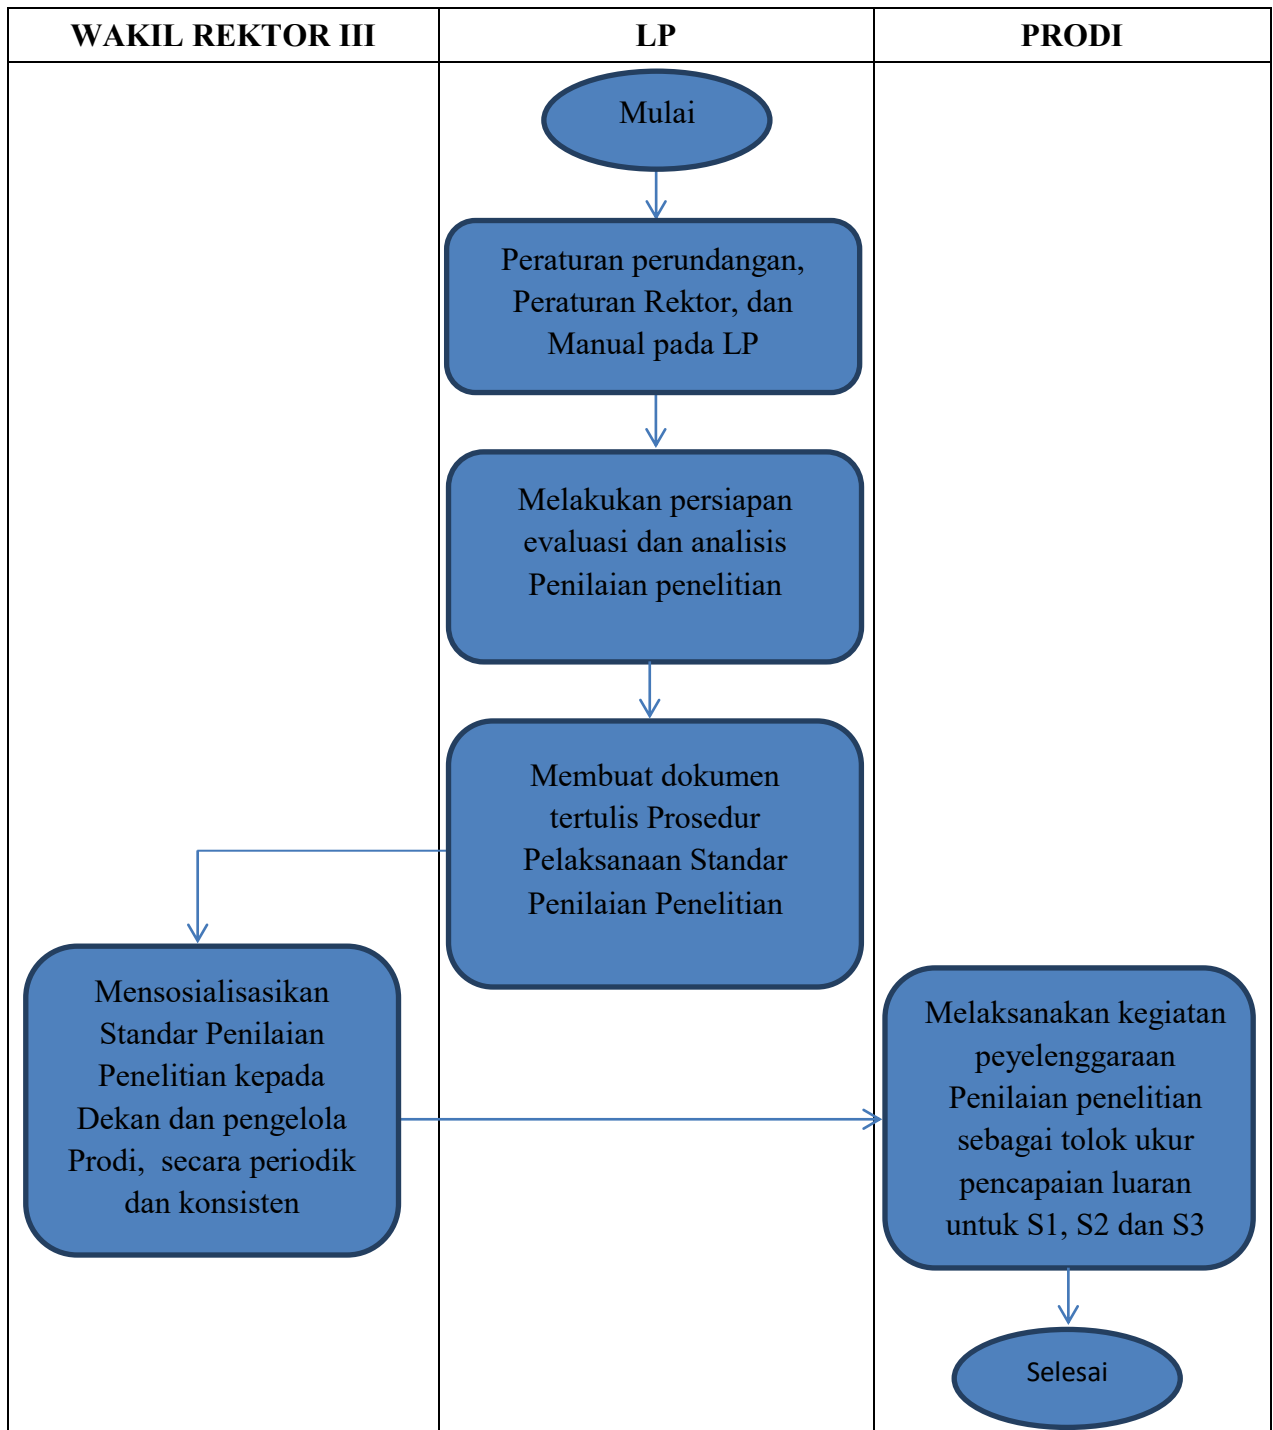 WAKIL REKTOR III
LP
PRODI
Mulai
Peraturan perundangan,
Peraturan Rektor, dan
Manual pada LP
Melakukan persiapan
evaluasi dan analisis
Penilaian penelitian
Membuat dokumen
tertulis Prosedur
Pelaksanaan Standar
Penilaian Penelitian
Mensosialisasikan
Standar Penilaian
Penelitian kepada
Dekan dan pengelola
Prodi, secara periodik
dan konsisten
Melaksanakan kegiatan
peyelenggaraan
Penilaian penelitian
sebagai tolok ukur
pencapaian luaran
untuk S1, S2 dan S3
Selesai